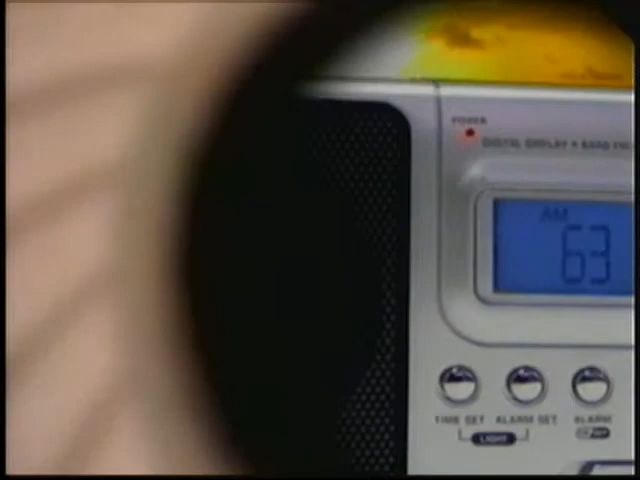 POWER
DIGITAL DISPLAY •
AM
63
TIME SET ALARM SET ALARM
LIGHT